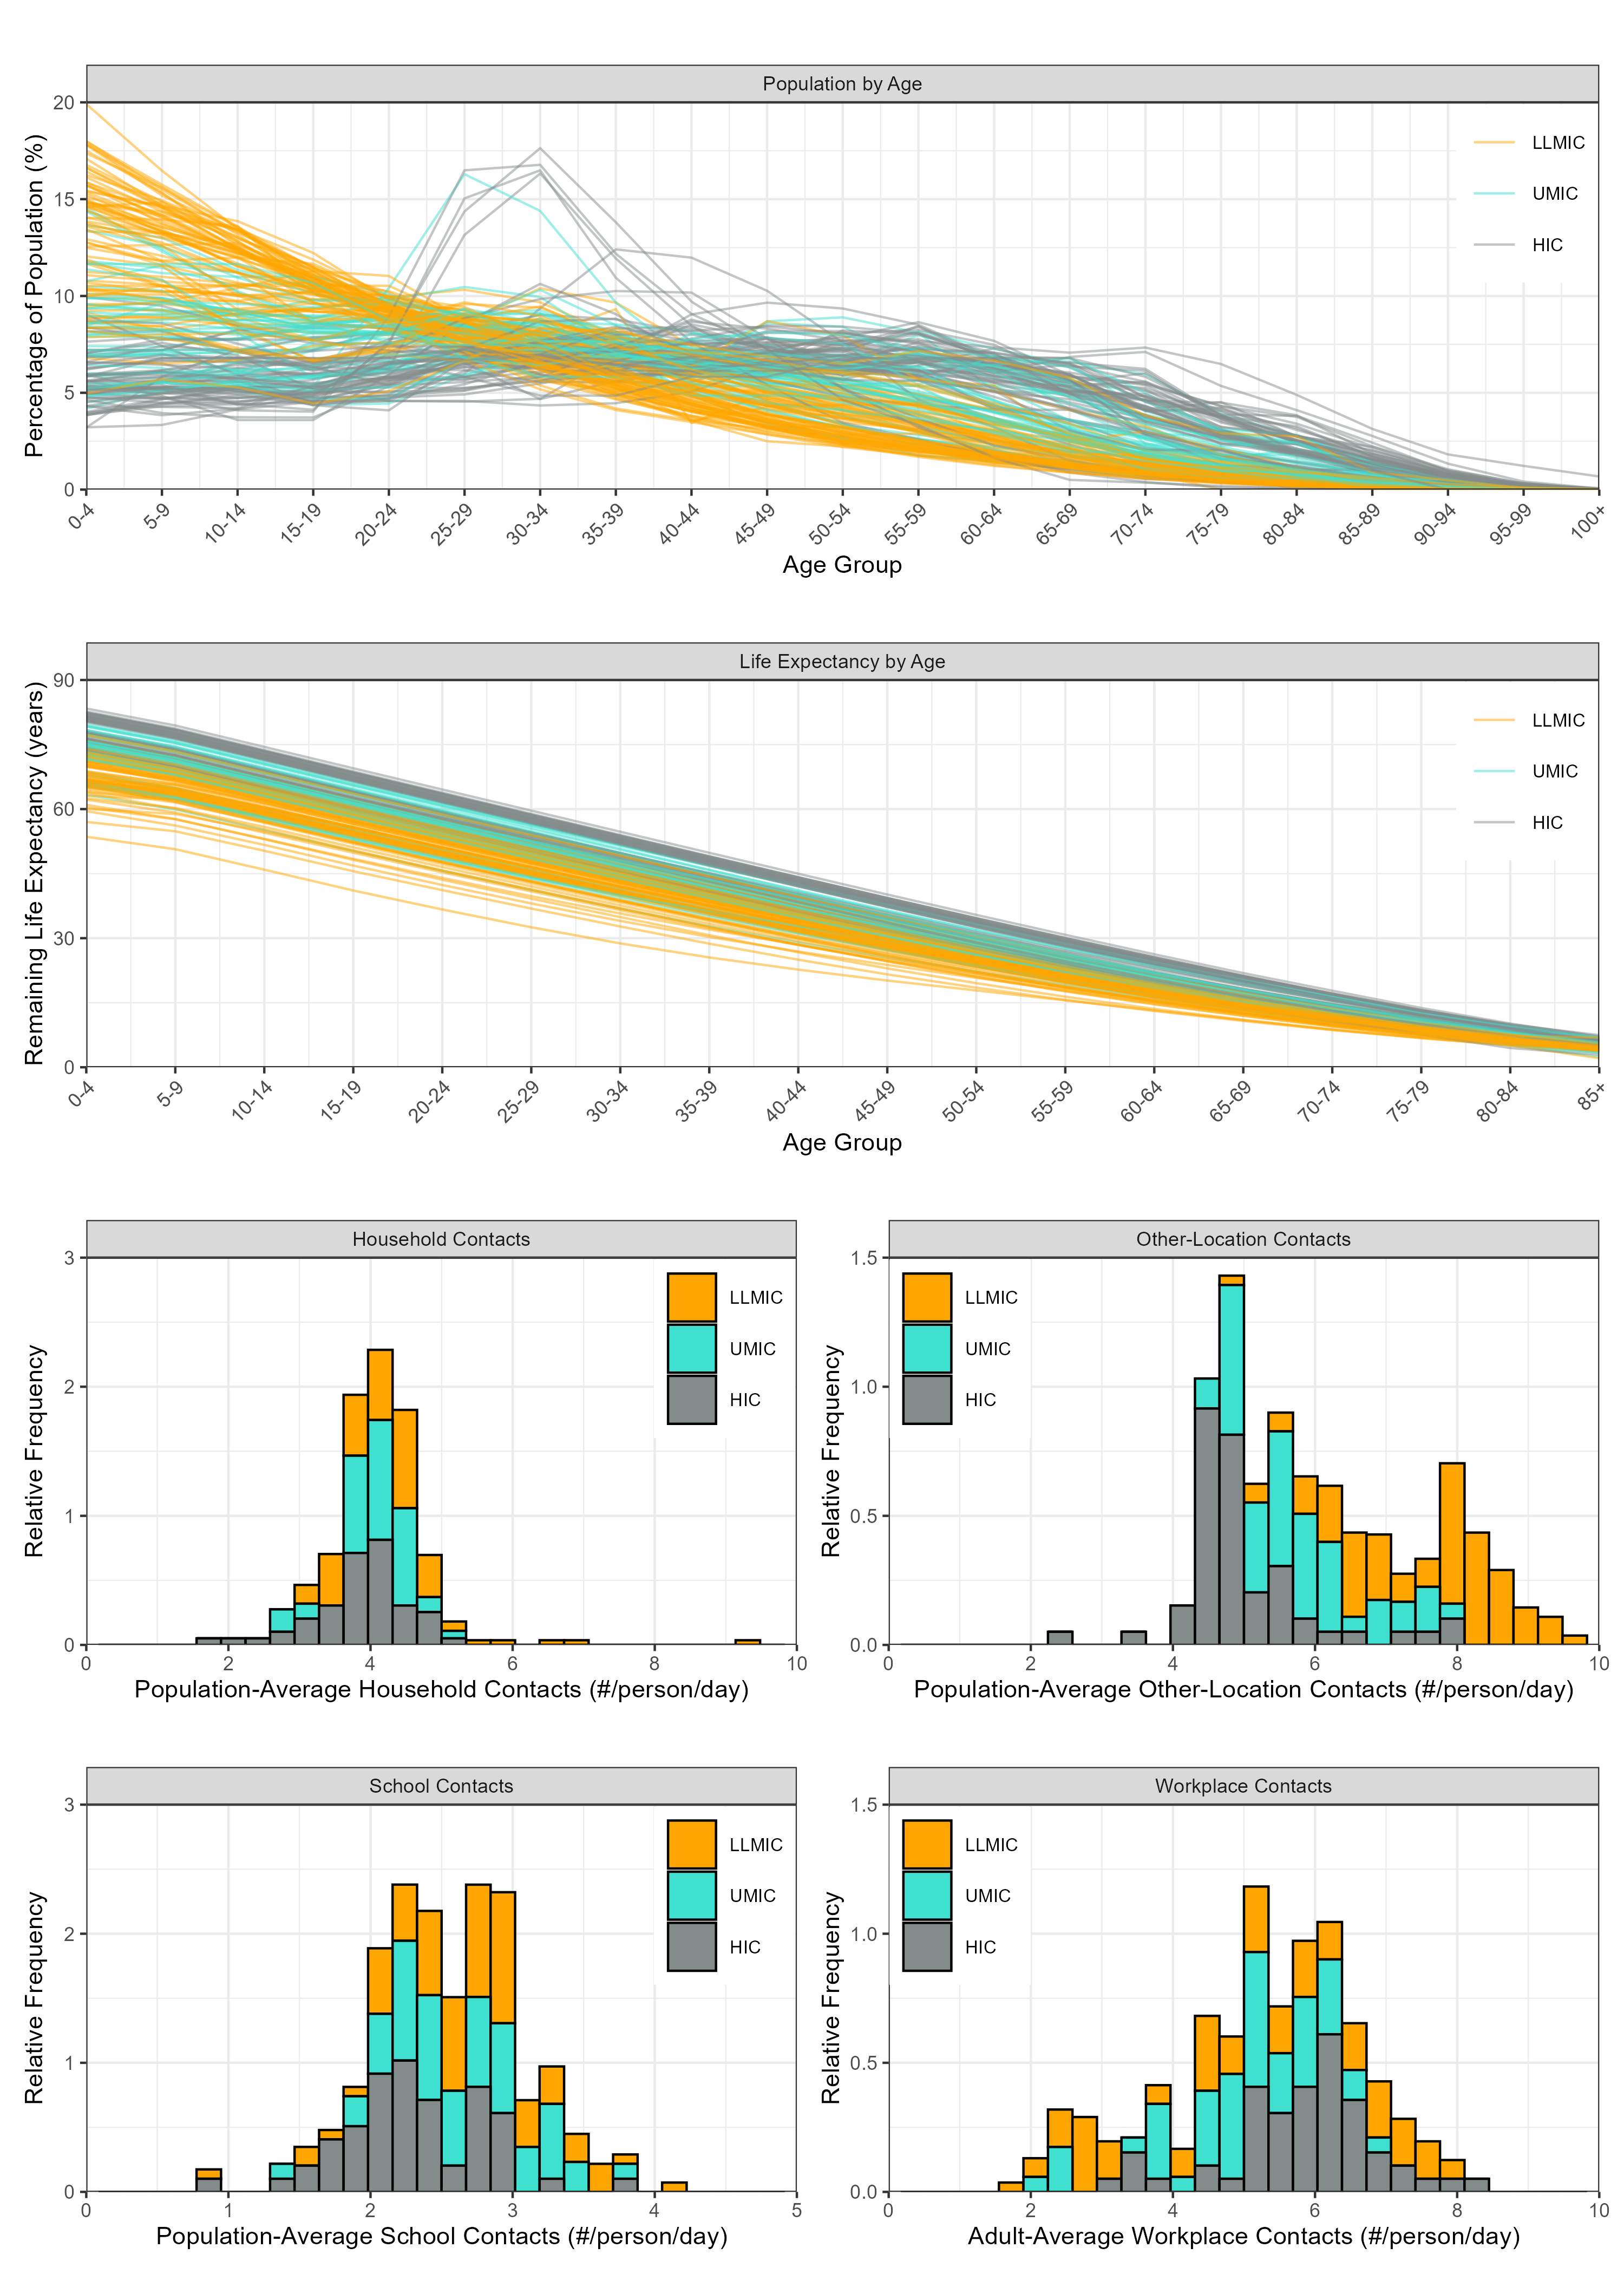 Population by Age
Percentage of Population (%)
20
15
10
5
0
LLMIC
UMIC
HIC
0-4
5-9
10-14
15-19
20-24
25-29
30-34
35-39
40-44
45-49
50-54
55-59
60-64
65-69
70-74
75-79
80-84
85-89
90-94
95-99
100+
Age Group
Life Expectancy by Age
Remaining Life Expectancy (years)
90
60
30
0
LLMIC
UMIC
HIC
0-4
5-9
10-14
15-19
20-24
25-29
30-34
35-39
40-44
45-49
50-54
55-59
60-64
65-69
70-74
75-79
80-84
85+
Age Group
Household Contacts
Relative Frequency
3
2
1
0
LLMIC
UMIC
HIC
0
2
4
6
8
10
Population-Average Household Contacts (#/person/day)
Other-Location Contacts
Relative Frequency
1.5
1.0
0.5
0.0
LLMIC
UMIC
HIC
0
2
4
6
8
10
Population-Average Other-Location Contacts (#/person/day)
School Contacts
Relative Frequency
3
2
1
0
LLMIC
UMIC
HIC
0
1
2
3
4
5
Population-Average School Contacts (#/person/day)
Workplace Contacts
Relative Frequency
1.5
1.0
0.5
0.0
LLMIC
UMIC
HIC
0
2
4
6
8
10
Adult-Average Workplace Contacts (#/person/day)